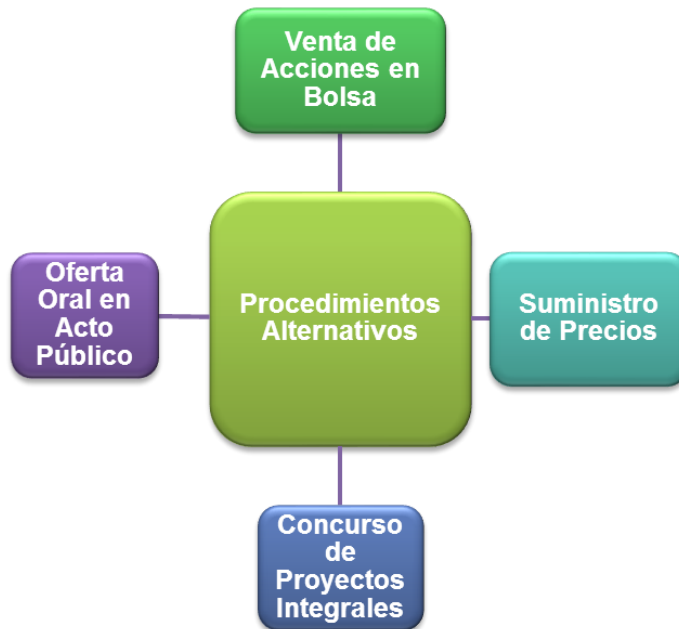 Venta de
Acciones en
Bolsa
Oferta
Oral en
Acto
Público
Procedimientos
Alternativos
Suministro
de Precios
Concurso
de
Proyectos
Integrales